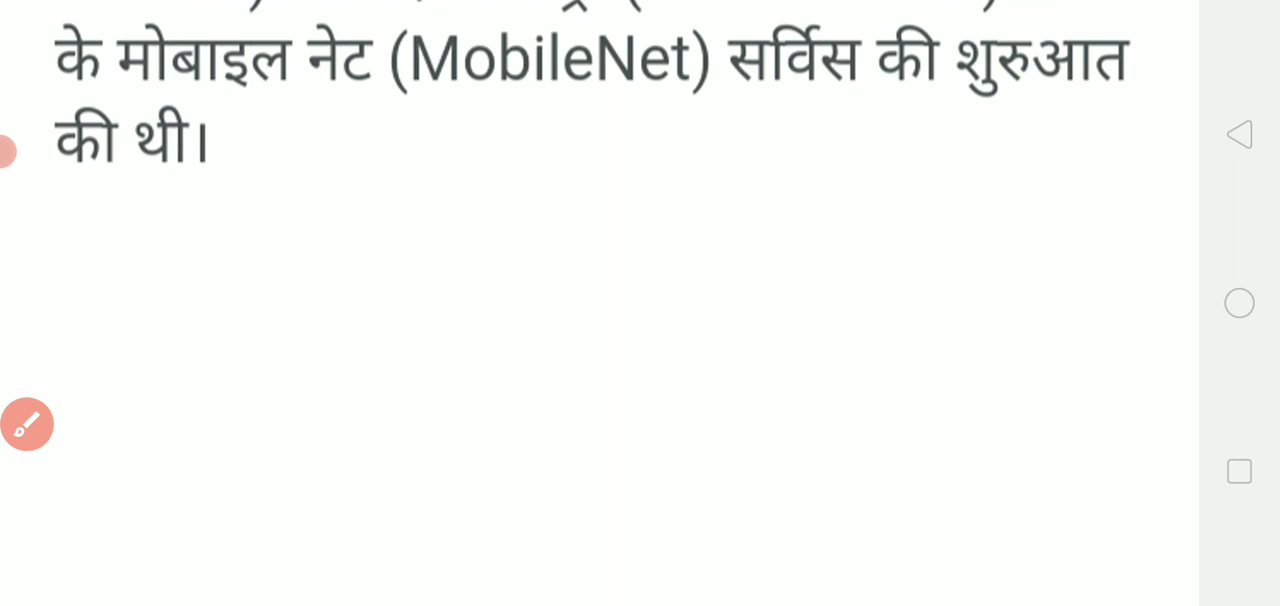 के मोबाइल नेट (MobileNet) सर्विस की शुरुआत
की थी।